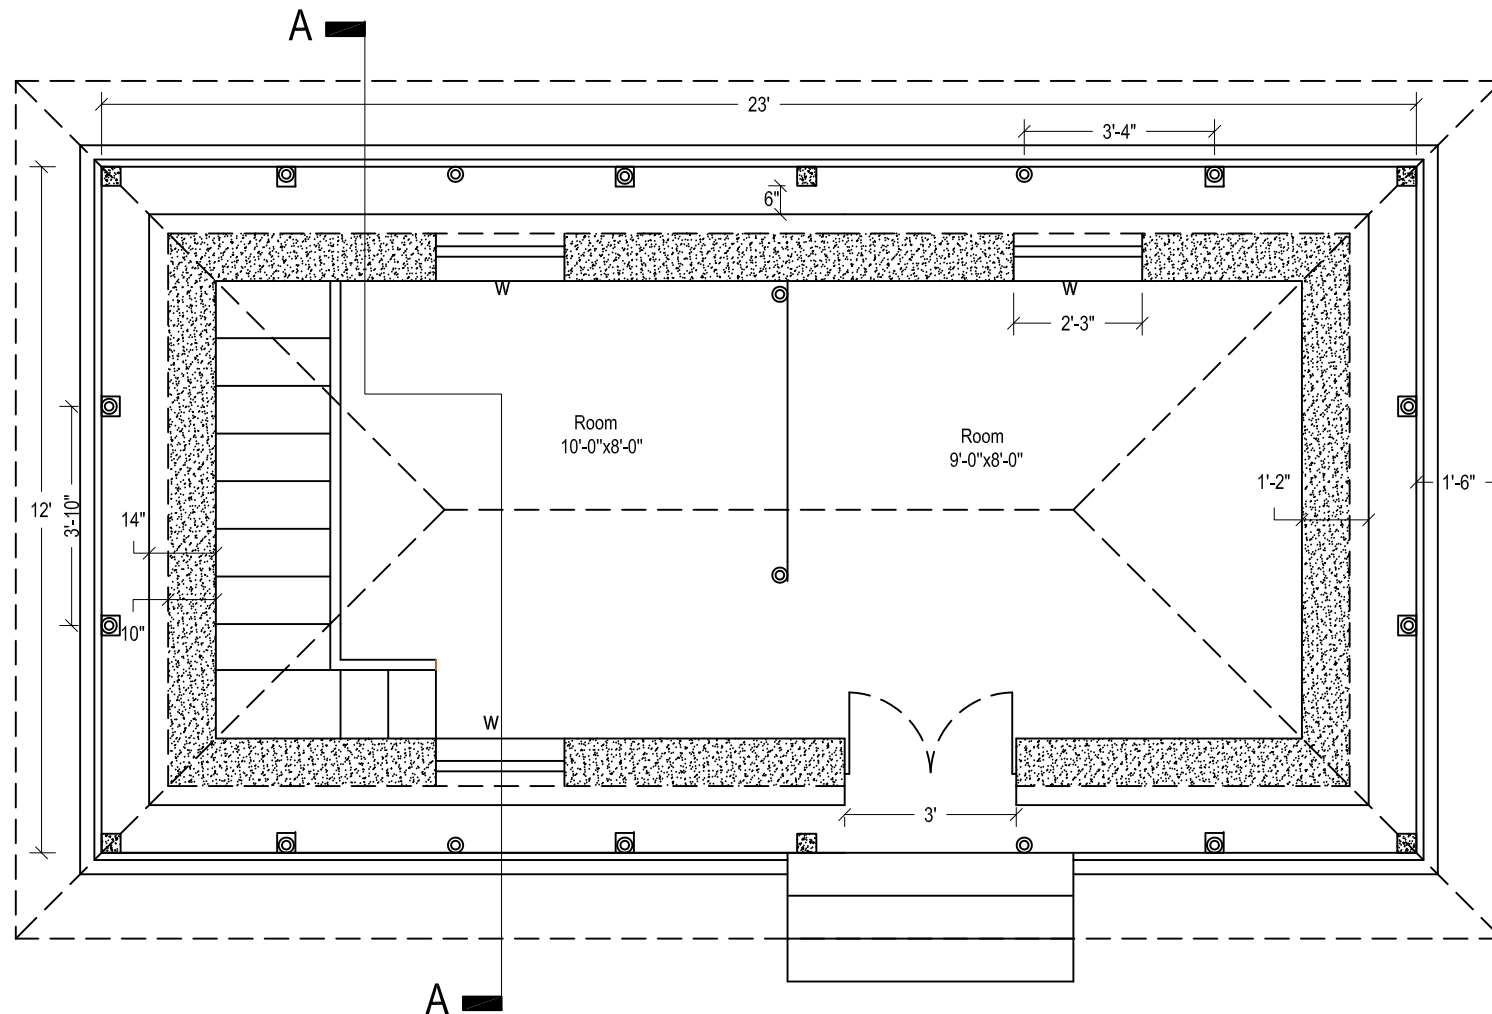 A
23'
3'-4"
6"
W
W
2'-3"
Room
10'-0"x8'-0"
Room
9'-0"x8'-0"
1'-2"
1'-6"
12'
3'-10"
14"
10"
W
3'
A